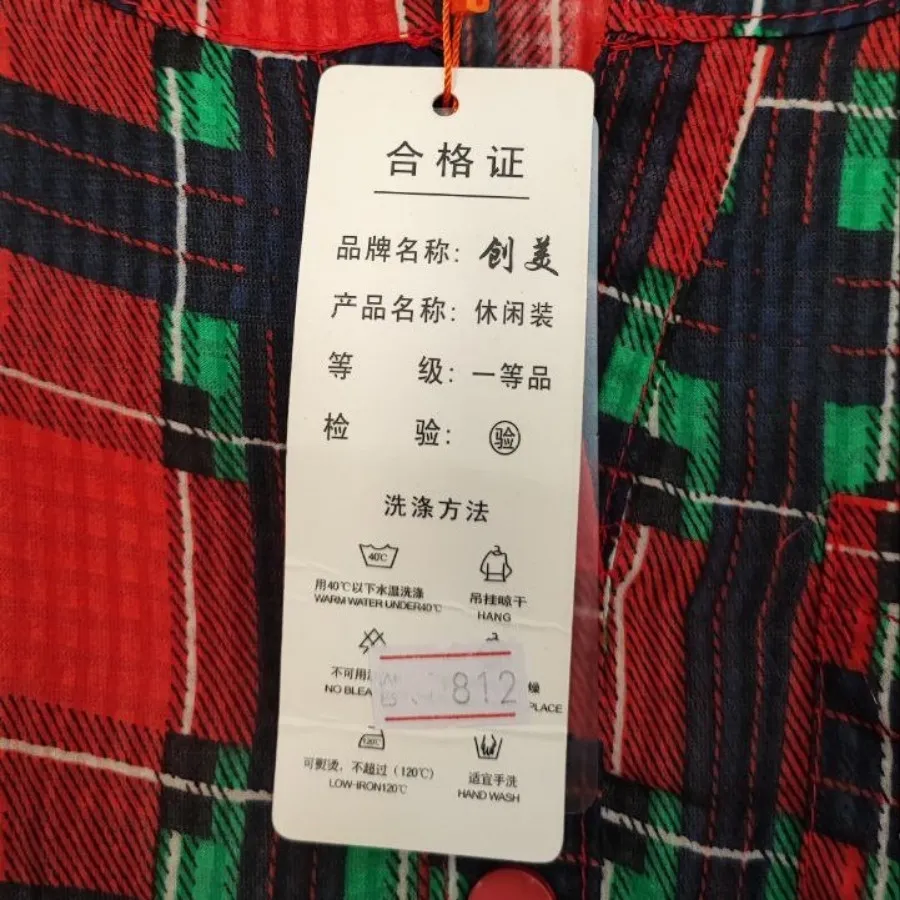 合格证
品牌名称: 创美
产品名称: 休闲装
等 级: 一等品
检 验: 验
洗涤方法
40℃
用40℃以下水温洗涤
WARM WATER UNDER40℃
吊挂晾干
HANG
不可用
NO BLEA
812
燥
PLACE
120℃
可熨烫，不超过（120℃）
LOW-IRON120℃
适宜手洗
HAND WASH